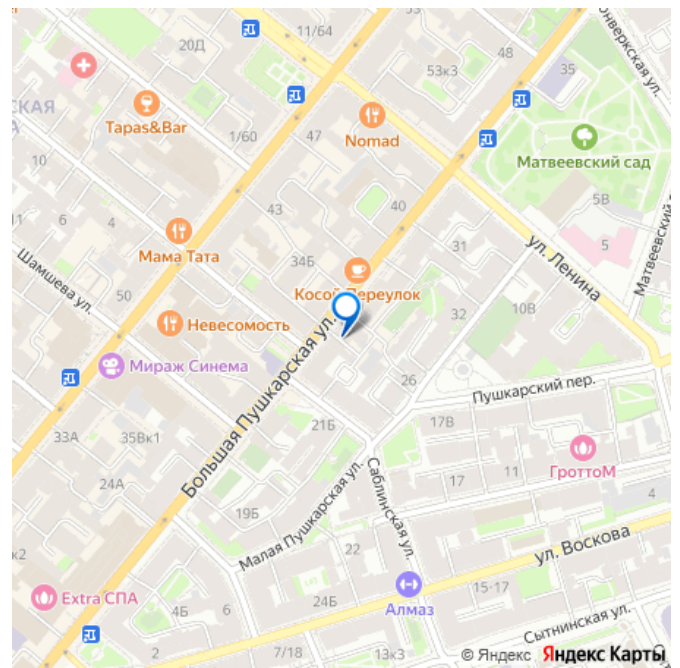 20Д
11/64
53к3
48
35
Tapas&Bar
1/60
47
Nomad
Матвеевский сад
10
6
4
43
40
5В
5
31
ул. Ленина
Мама Тата
34Б
Шамшева ул.
50
Косой Переулок
32
10В
Невесомость
Большая Пушкарская ул.
Мираж Синема
26
Пушкарский пер.
21Б
17В
33А
35Вк1
ГроттоМ
24А
Саблинская ул.
17
11
4
19Б
Малая Пушкарская ул.
22
ул. Воскова
Extra СПА
4Б
6
24Б
Алмаз
15-17
Сытнинская ул.
2
7/18
13к3
© Яндекс Яндекс Карты